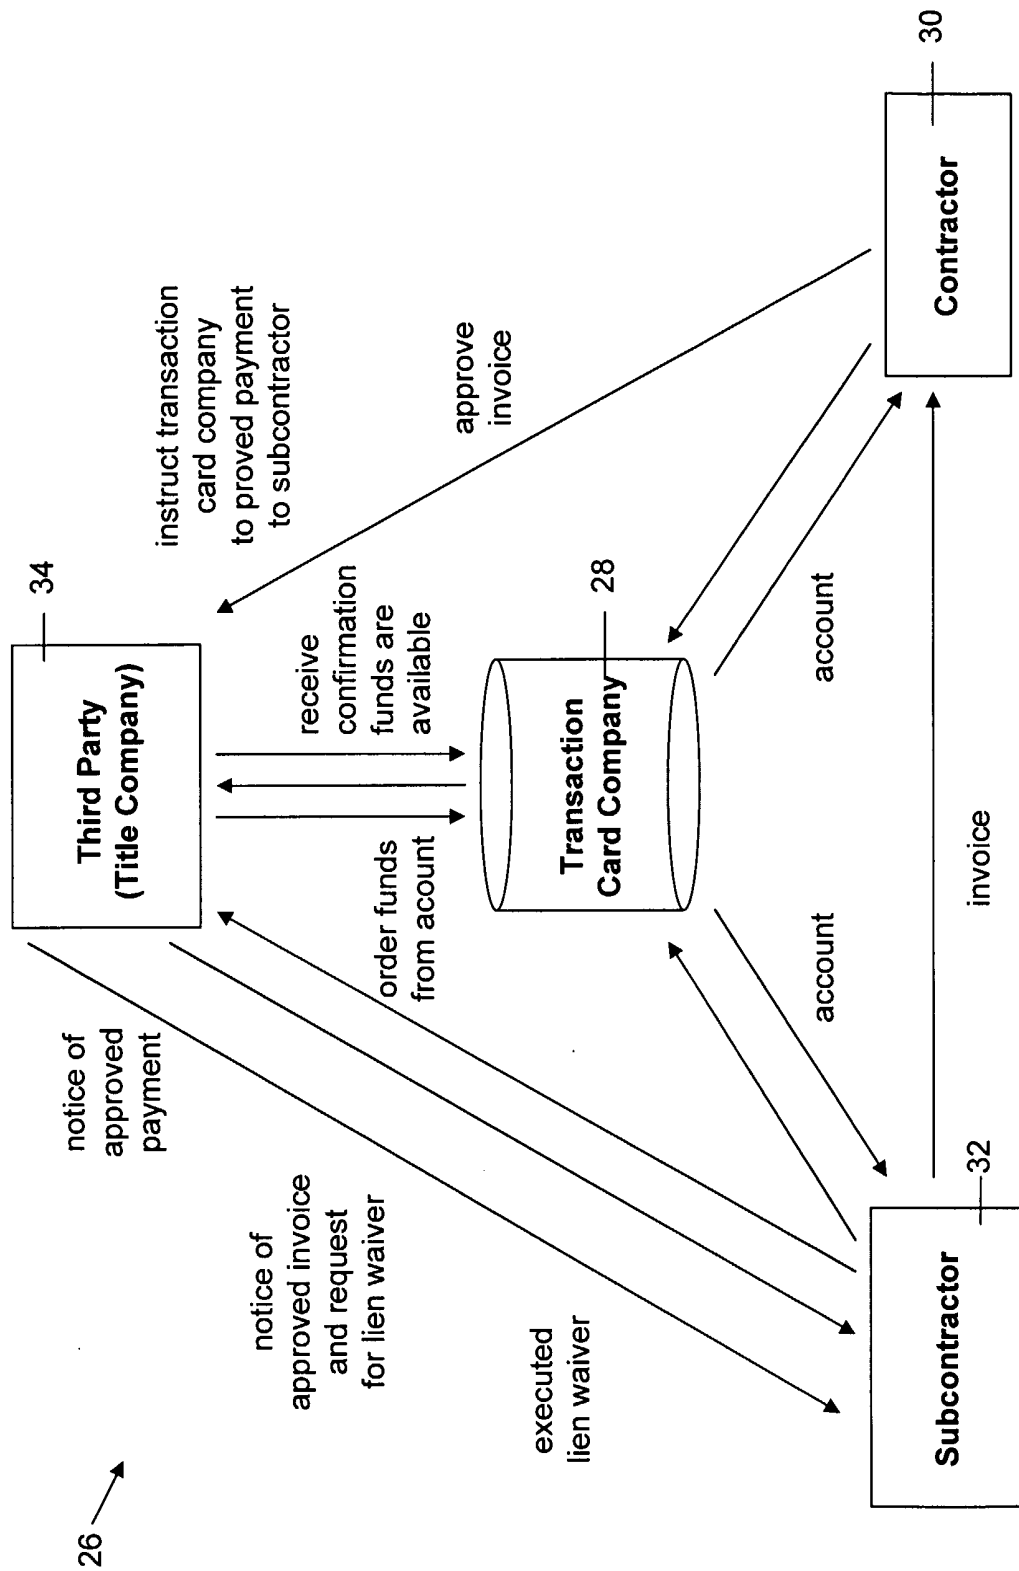 26
notice of
approved
payment
34
Third Party
(Title Company)
instruct transaction
card company
to proved payment
to subcontractor
notice of
approved invoice
and request
for lien waiver
order funds
from acount
receive
confirmation
funds are
available
approve
invoice
executed
lien waiver
Transaction
Card Company
28
account
account
Subcontractor
32
invoice
Contractor
30